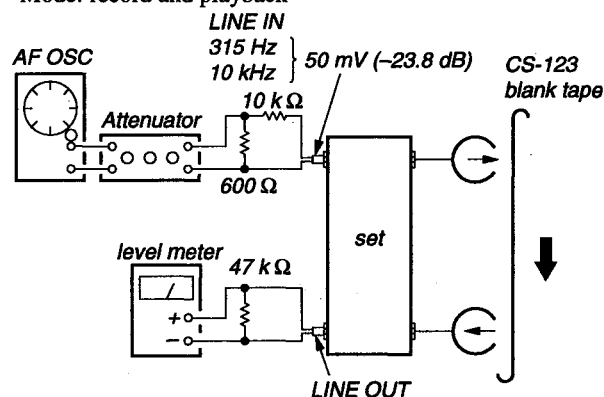 Mode: record and playback
LINE IN
315 Hz
10 kHz
50 mV (–23.8 dB)
AF OSC
Attenuator
10 kΩ
600 Ω
set
CS-123
blank tape
level meter
47 kΩ
+
–
LINE OUT